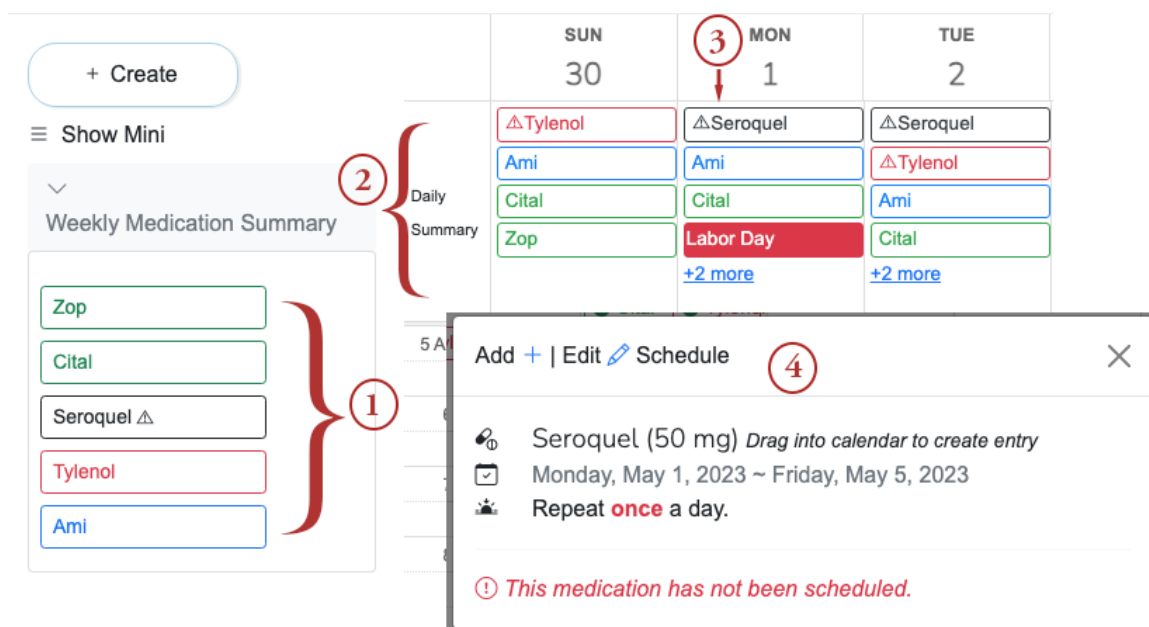 + Create
Show Mini
Weekly Medication Summary
Zop
Cital
Seroquel ⚠
Tylenol
Ami
1
2
Daily
Summary
3
SUN
30
MON
1
TUE
2
⚠Tylenol
Ami
Cital
Zop
⚠Seroquel
Ami
Cital
Labor Day
+2 more
⚠Seroquel
⚠Tylenol
Ami
Cital
+2 more
5 A
Add + | Edit Schedule
4
Seroquel (50 mg) Drag into calendar to create entry
Monday, May 1, 2023 ~ Friday, May 5, 2023
Repeat once a day.
This medication has not been scheduled.